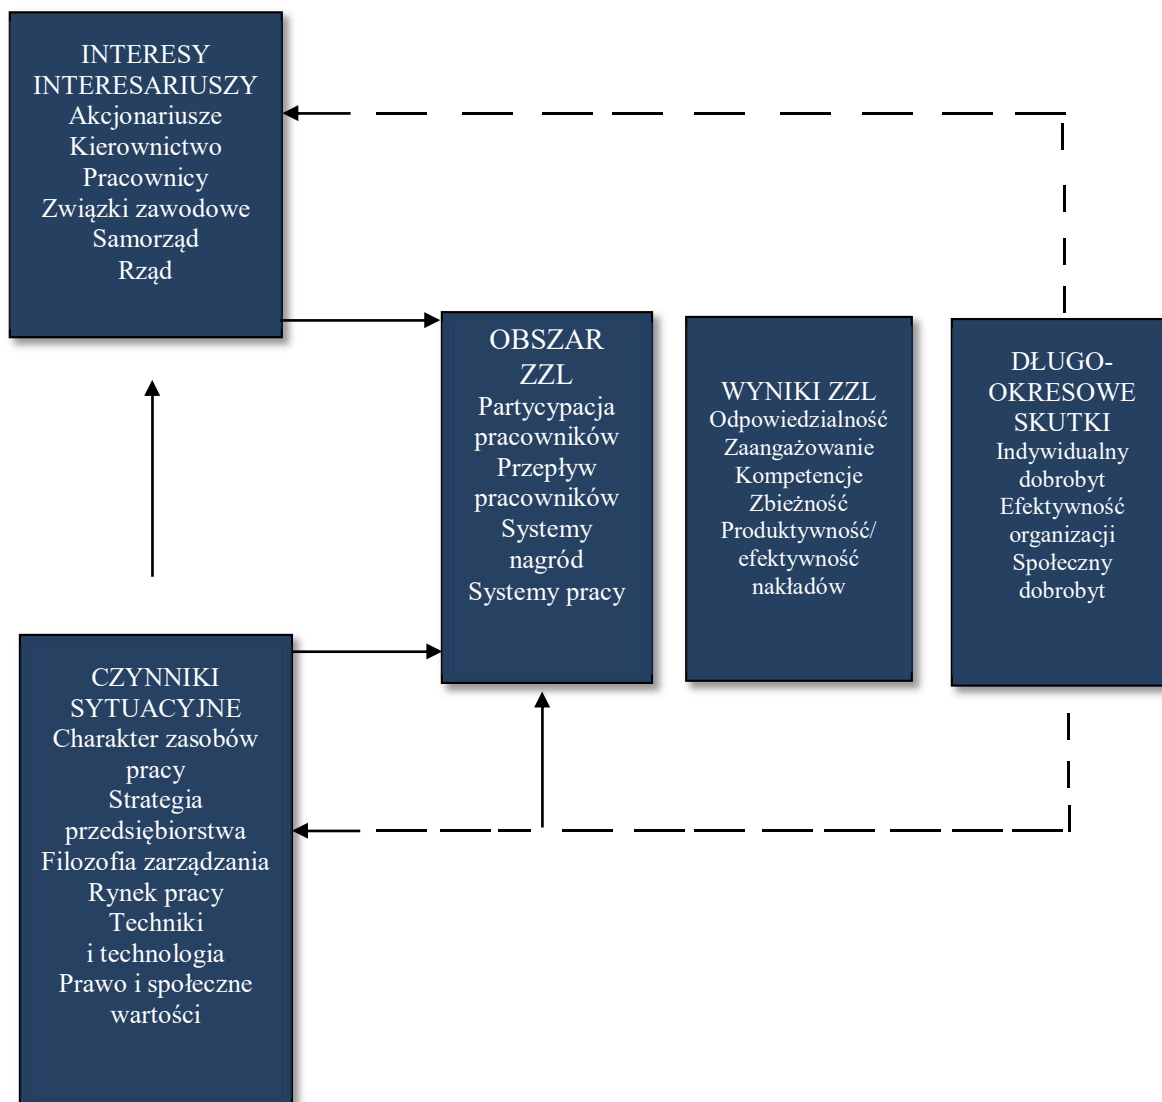 INTERESY
INTERESARIUSZY
Akcjonariusze
Kierownictwo
Pracownicy
Związki zawodowe
Samorząd
Rząd
OBSZAR
ZZL
Partycypacja
pracowników
Przepływ
pracowników
Systemy
nagród
Systemy pracy
WYNIKI ZZL
Odpowiedzialność
Zaangażowanie
Kompetencje
Zbieżność
Produktywność/
efektywność
nakładów
DŁUGO-
OKRESOWE
SKUTKI
Indywidualny
dobrobyt
Efektywność
organizacji
Społeczny
dobrobyt
CZYNNIKI
SYTUACYJNE
Charakter zasobów
pracy
Strategia
przedsiębiorstwa
Filozofia zarządzania
Rynek pracy
Techniki
i technologia
Prawo i społeczne
wartości